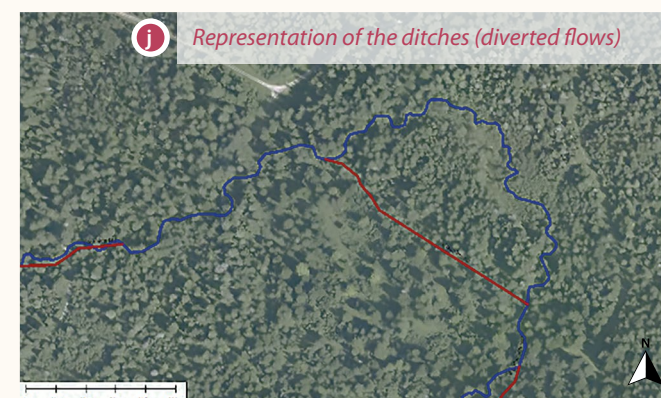 j Representation of the ditches (diverted flows)
N